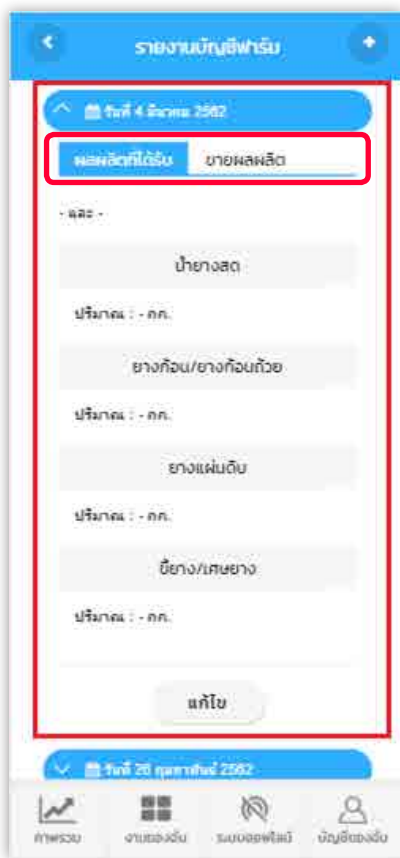 รายงานบัญชีฟาร์ม
วันที่ 4 มีนาคม 2562
ผลผลิตที่ได้รับ ขายผลผลิต
- และ -
น้ำยางสด
ปริมาณ : - กก.
ยางก้อน/ยางก้อนถ้วย
ปริมาณ : - กก.
ยางแผ่นดิบ
ปริมาณ : - กก.
ขี้ยาง/เศษยาง
ปริมาณ : - กก.
แก้ไข
วันที่ 26 กุมภาพันธ์ 2562
ภาพรวม งานของฉัน ระบบออฟไลน์ บัญชีของฉัน